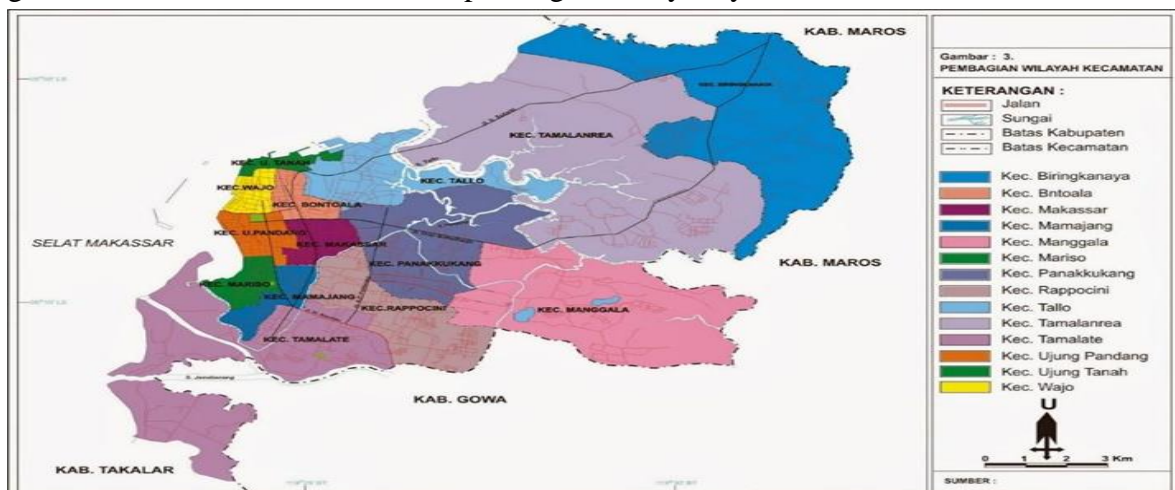 KAB. MAROS
KEC. BIRINGKANAYA
KEC. TAMALANREA
KEC. U. TANAH
KEC. TALLO
KEC.WAJO
KEC. BONTOALA
SELAT MAKASSAR
KEC. U.PANDANG
KEC. MAKASSAR
KEC. PANAKKUKANG
KAB. MAROS
KEC. MARISO
KEC. MAMAJANG
KEC.RAPPOCINI
KEC. MANGGALA
KEC. TAMALATE
S. Jeneberang
KAB. GOWA
KAB. TAKALAR
Gambar : 3.
PEMBAGIAN WILAYAH KECAMATAN
KETERANGAN :
Jalan
Sungai
Batas Kabupaten
Batas Kecamatan
Kec. Biringkanaya
Kec. Bntoala
Kec. Makassar
Kec. Mamajang
Kec. Manggala
Kec. Mariso
Kec. Panakkukang
Kec. Rappocini
Kec. Tallo
Kec. Tamalanrea
Kec. Tamalate
Kec. Ujung Pandang
Kec. Ujung Tanah
Kec. Wajo
U
0 1 2 3 Km
SUMBER :